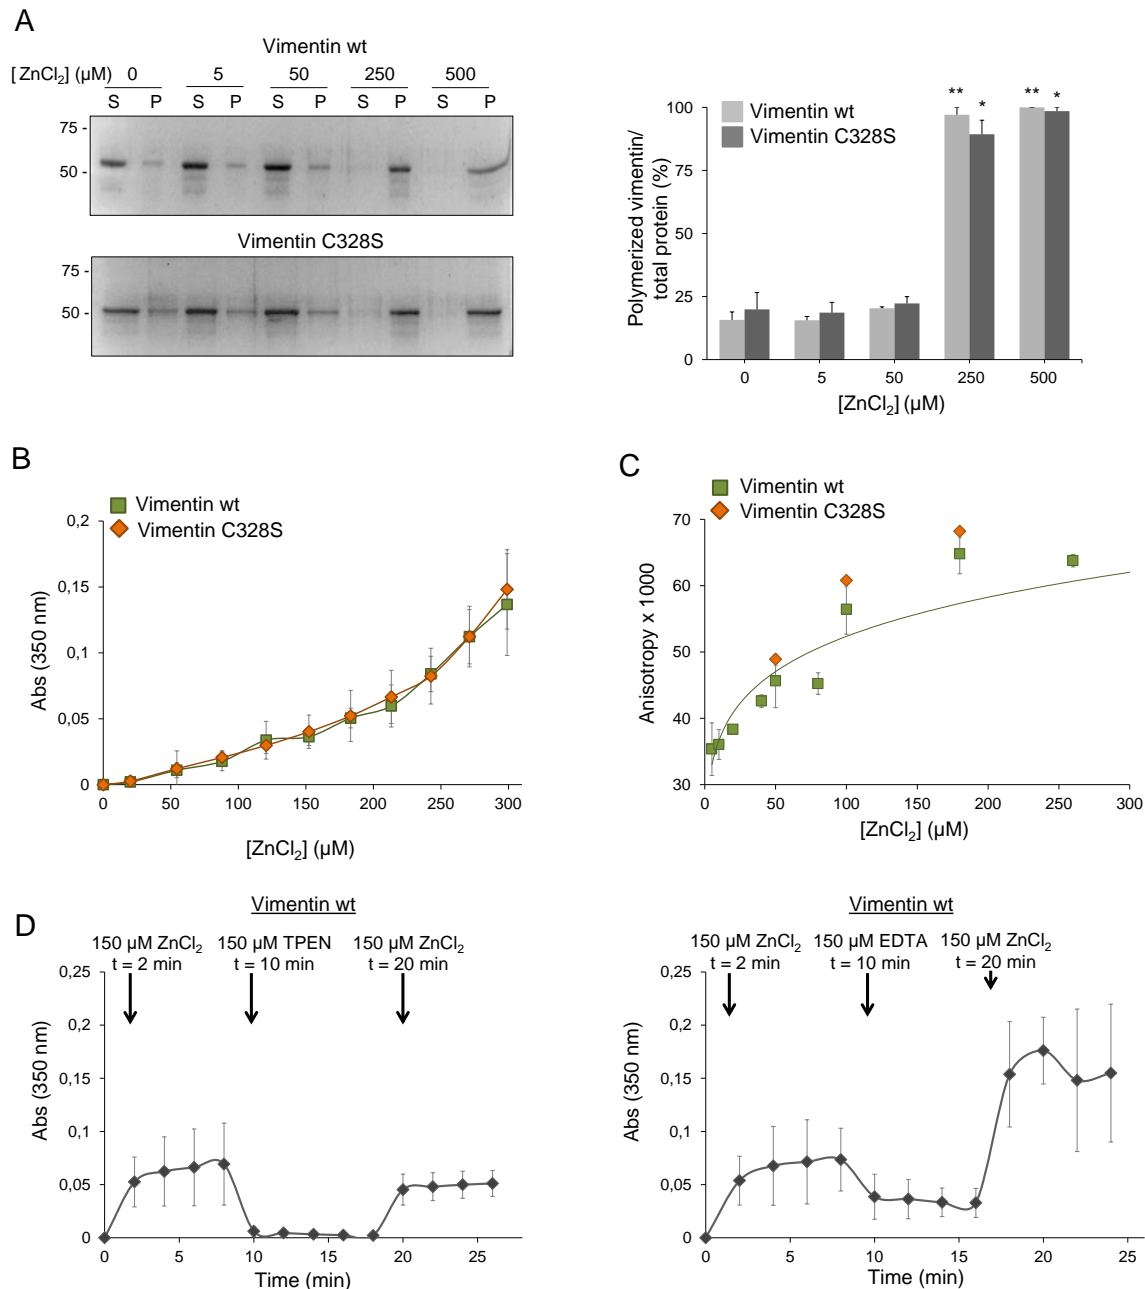 A
Vimentin wt
[ZnCl2] (µM) 0 5 50 250 500
S P S P S P S P S P
75 -
50 -
Vimentin C328S
75 -
50 -
Vimentin wt
Vimentin C328S
** * ** *
Polymerized vimentin/
total protein (%)
100
75
50
25
0
0 5 50 250 500
[ZnCl2] (µM)
B
Vimentin wt
Vimentin C328S
Abs (350 nm)
0,2
0,15
0,1
0,05
0
0 50 100 150 200 250 300
[ZnCl2] (µM)
C
Vimentin wt
Vimentin C328S
Anisotropy x 1000
70
60
50
40
30
0 50 100 150 200 250 300
[ZnCl2] (µM)
D
Vimentin wt
150 µM ZnCl2 150 µM TPEN 150 µM ZnCl2
t = 2 min t = 10 min t = 20 min
Abs (350 nm)
0,25
0,2
0,15
0,1
0,05
0
0 5 10 15 20 25
Time (min)
Vimentin wt
150 µM ZnCl2 150 µM EDTA 150 µM ZnCl2
t = 2 min t = 10 min t = 20 min
Abs (350 nm)
0,25
0,2
0,15
0,1
0,05
0
0 5 10 15 20 25
Time (min)